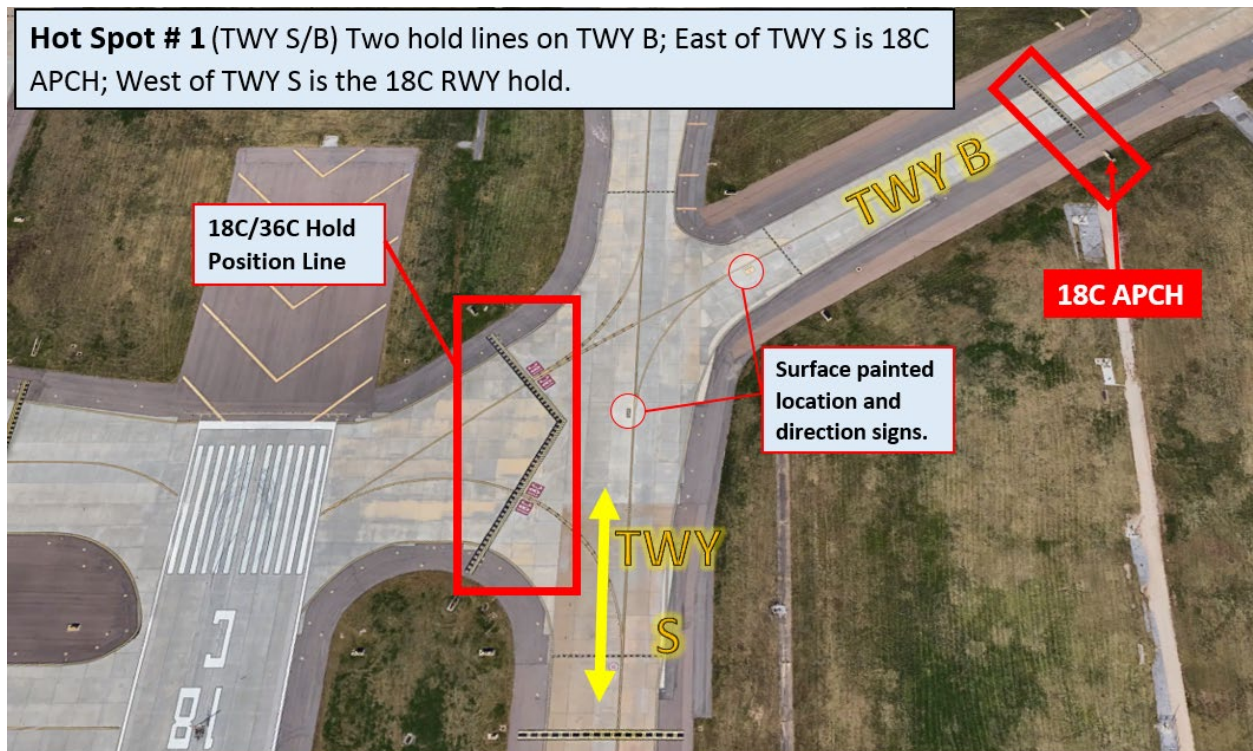 Hot Spot # 1 (TWY S/B) Two hold lines on TWY B; East of TWY S is 18C
APCH; West of TWY S is the 18C RWY hold.
TWY B
18C/36C Hold
Position Line
18C APCH
Surface painted
location and
direction signs.
TWY
S
C
18